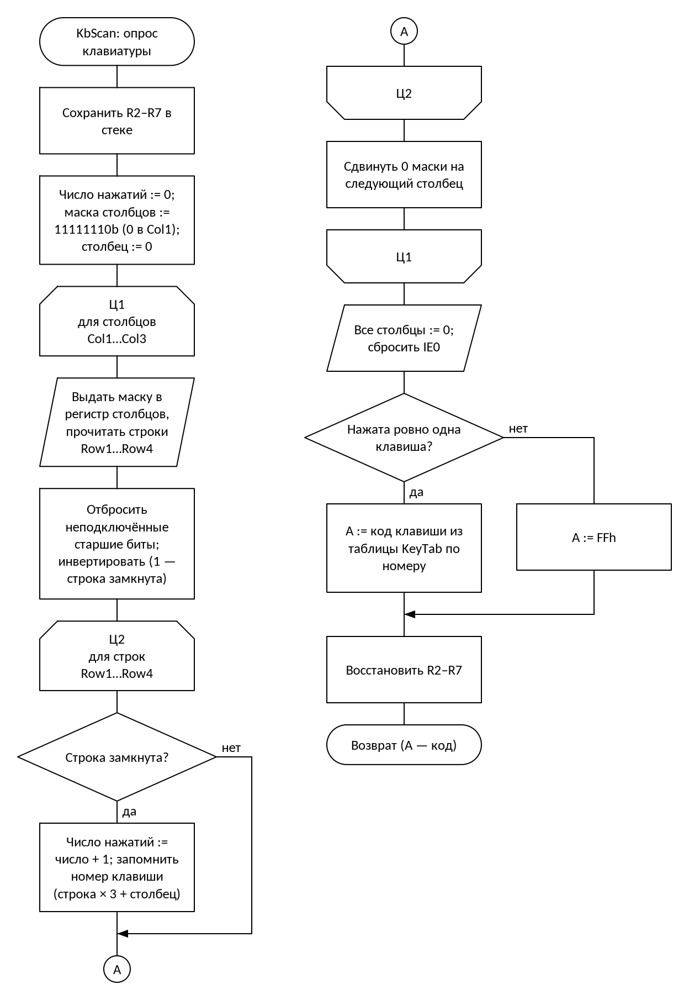 KbScan: опрос
клавиатуры
Сохранить R2–R7 в
стеке
Число нажатий := 0;
маска столбцов :=
11111110b (0 в Col1);
столбец := 0
Ц1
для столбцов
Col1...Col3
Выдать маску в
регистр столбцов,
прочитать строки
Row1...Row4
Отбросить
неподключённые
старшие биты;
инвертировать (1 —
строка замкнута)
Ц2
для строк
Row1...Row4
Строка замкнута?
нет
да
Число нажатий :=
число + 1; запомнить
номер клавиши
(строка × 3 + столбец)
А
А
Ц2
Сдвинуть 0 маски на
следующий столбец
Ц1
Все столбцы := 0;
сбросить IE0
Нажата ровно одна
клавиша?
нет
да
A := код клавиши из
таблицы KeyTab по
номеру
A := FFh
Восстановить R2–R7
Возврат (A — код)